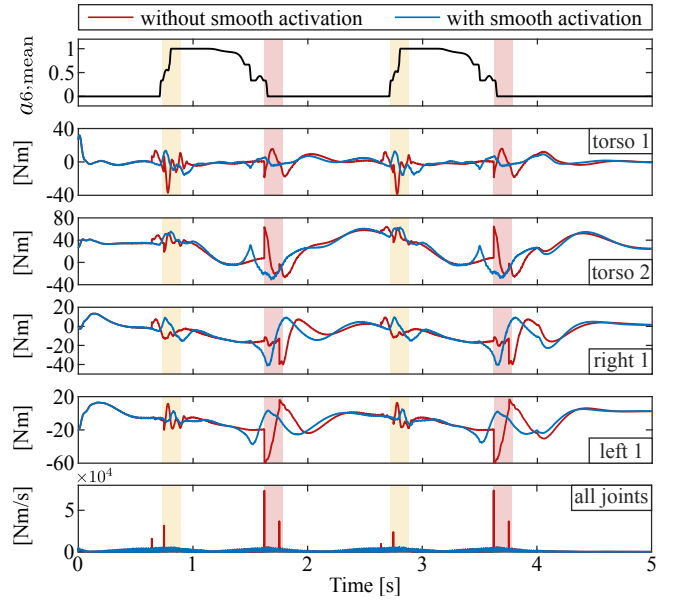 without smooth activation with smooth activation
a6,mean
1
0.5
0
[Nm]
40
0
-40
torso 1
[Nm]
80
40
0
-40
torso 2
[Nm]
20
0
-20
-40
right 1
[Nm]
20
-20
-60
left 1
×10⁴
[Nm/s]
5
0
all joints
0 1 2 3 4 5
Time [s]